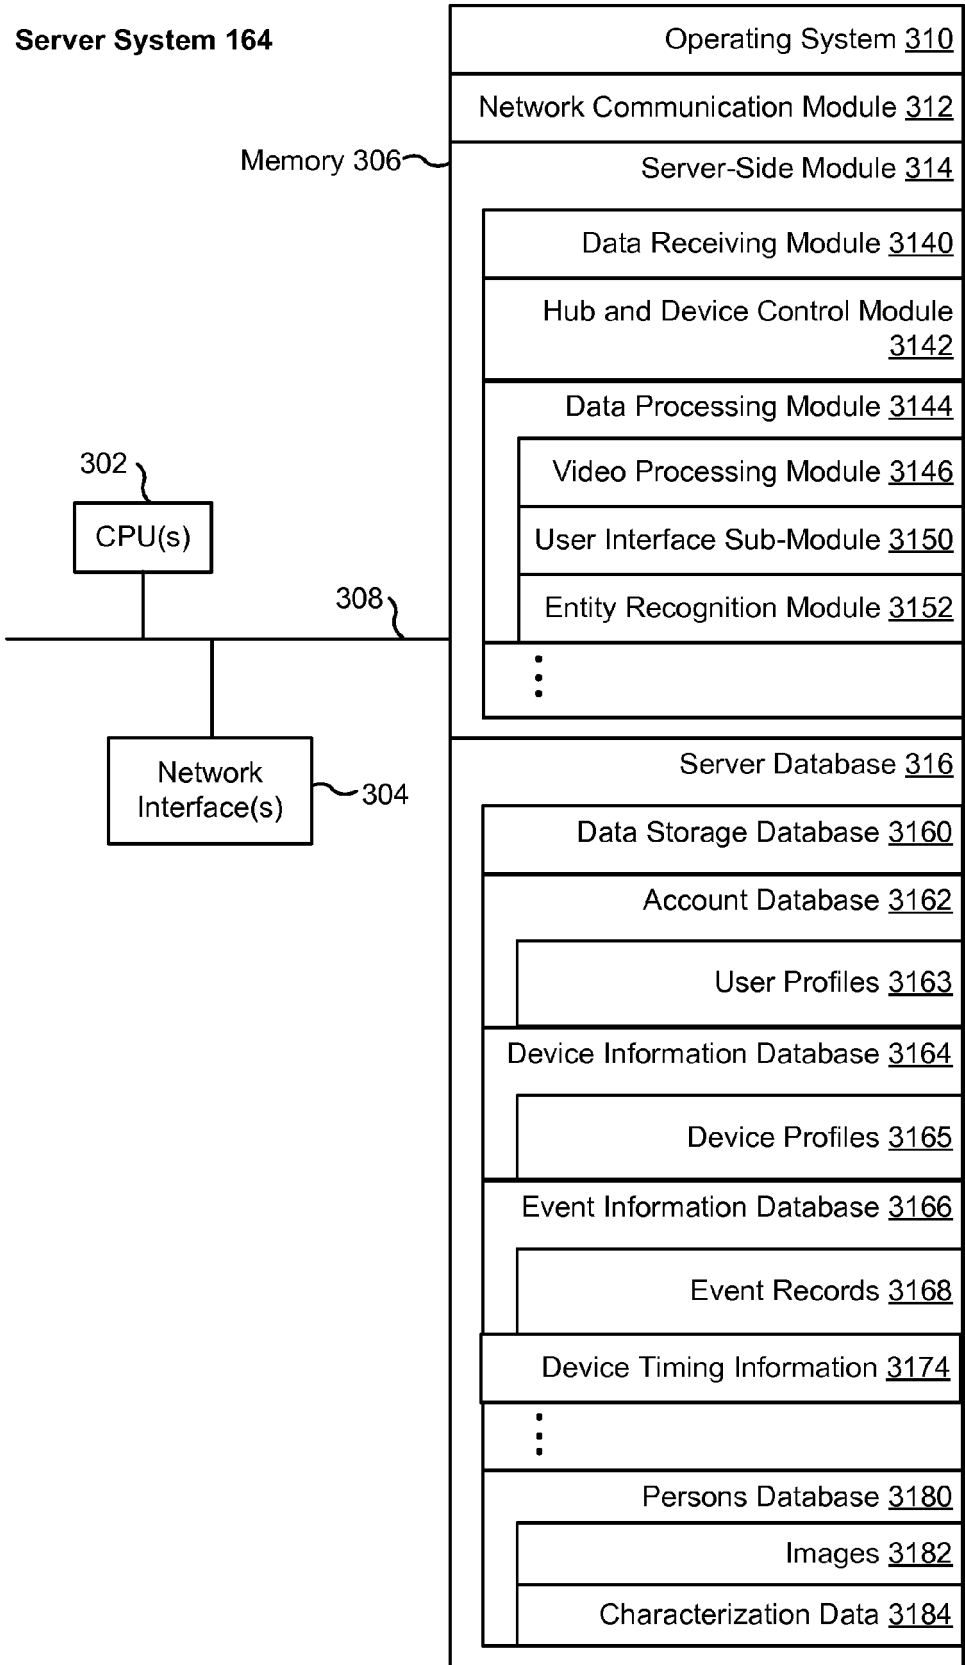 Server System 164
Operating System 310
Network Communication Module 312
Memory 306
Server-Side Module 314
Data Receiving Module 3140
Hub and Device Control Module
3142
Data Processing Module 3144
Video Processing Module 3146
User Interface Sub-Module 3150
Entity Recognition Module 3152
302
CPU(s)
308
Network
Interface(s)
304
Server Database 316
Data Storage Database 3160
Account Database 3162
User Profiles 3163
Device Information Database 3164
Device Profiles 3165
Event Information Database 3166
Event Records 3168
Device Timing Information 3174
Persons Database 3180
Images 3182
Characterization Data 3184